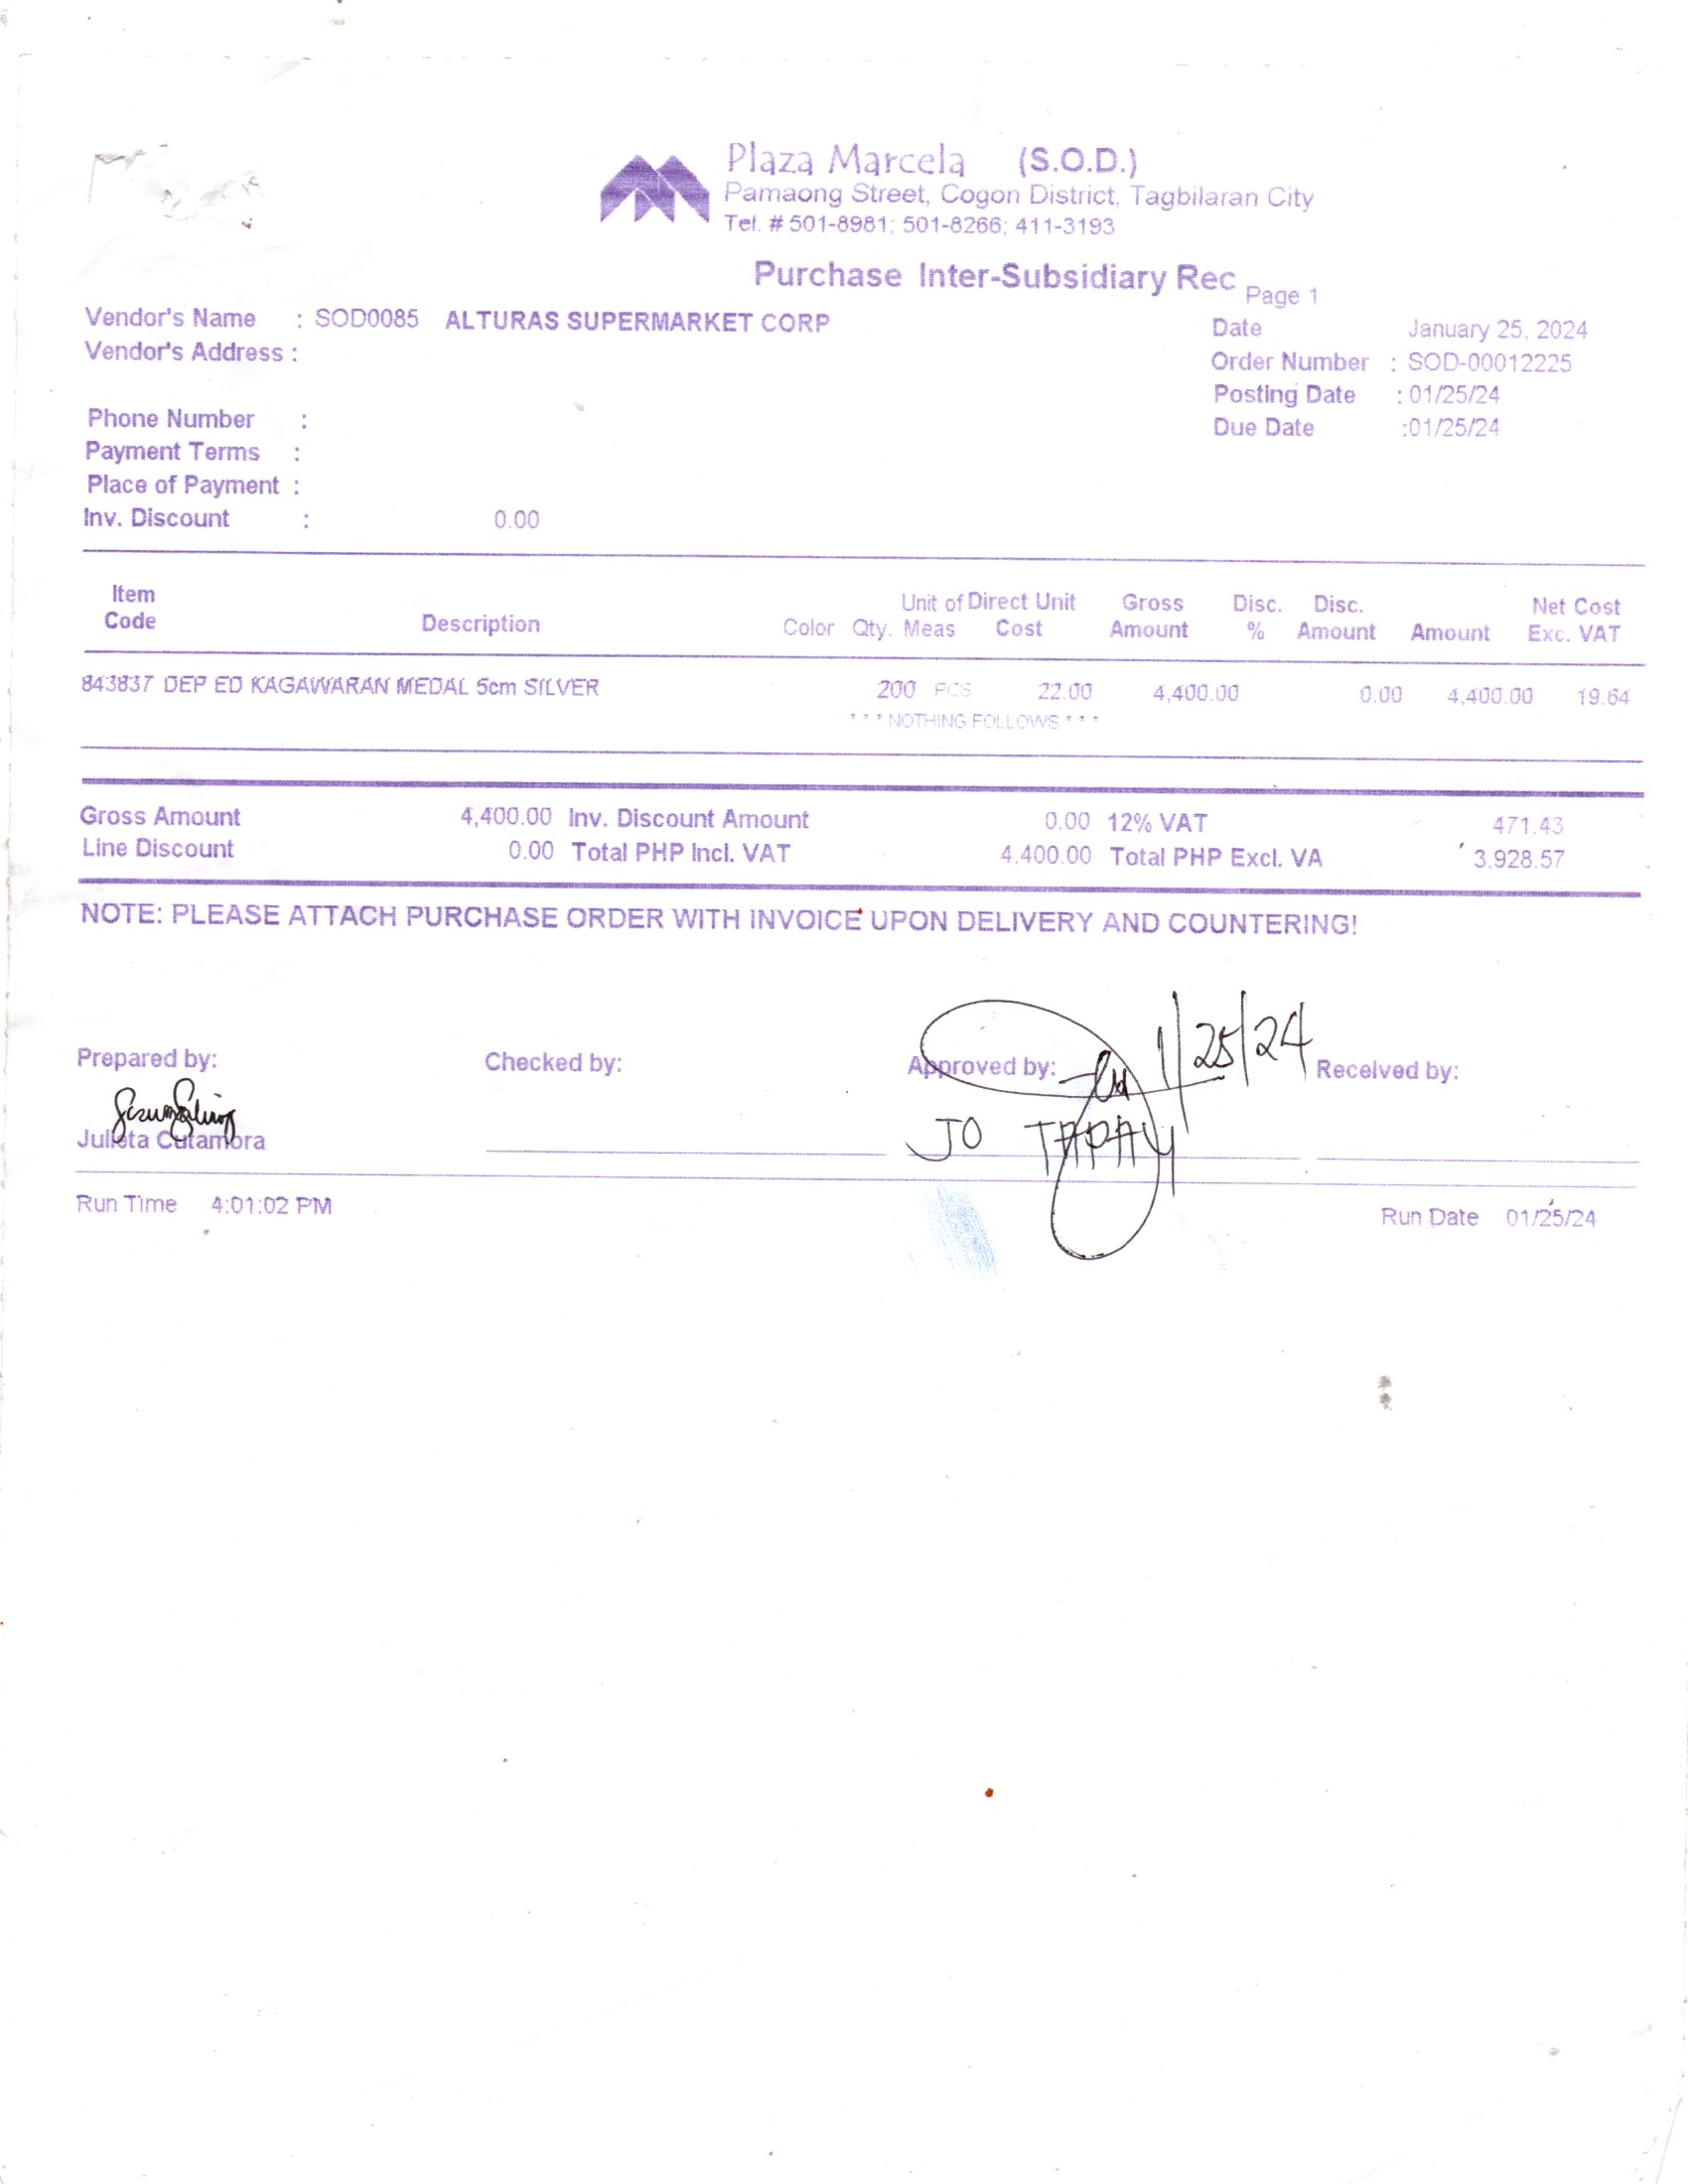 Plaza Marcela (S.O.D.)
Pamaong Street, Cogon District, Tagbilaran City
Tel. # 501-8981; 501-8266; 411-3193
Purchase Inter-Subsidiary Rec Page 1
Vendor's Name : SOD0085 ALTURAS SUPERMARKET CORP
Vendor's Address :
Date January 25, 2024
Order Number : SOD-00012225
Posting Date : 01/25/24
Due Date :01/25/24
Phone Number :
Payment Terms :
Place of Payment :
Inv. Discount : 0.00
Item Code Description Color Qty. Unit of Meas Direct Unit Cost Gross Amount Disc. % Disc. Amount Amount Net Cost Exc. VAT
843837 DEP ED KAGAWARAN MEDAL 5cm SILVER 200 PCS 22.00 4,400.00 0.00 4,400.00 19.64
* * * NOTHING FOLLOWS * * *
Gross Amount 4,400.00 Inv. Discount Amount 0.00 12% VAT 471.43
Line Discount 0.00 Total PHP Incl. VAT 4,400.00 Total PHP Excl. VA 3,928.57
NOTE: PLEASE ATTACH PURCHASE ORDER WITH INVOICE UPON DELIVERY AND COUNTERING!
Prepared by: Checked by: Approved by: 1/25/24 Received by:
Julieta Cutambra JO TAPAY
Run Time 4:01:02 PM Run Date 01/25/24